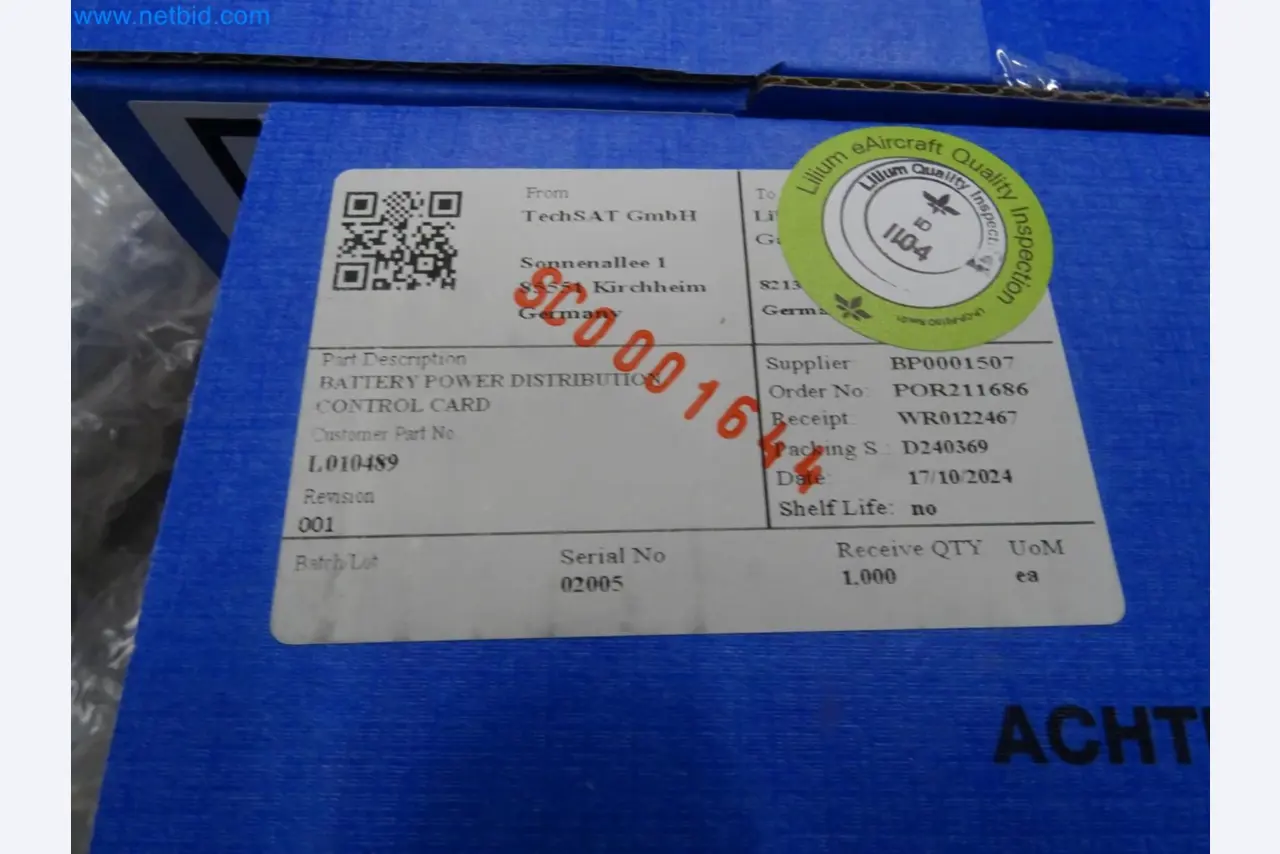 www.netbid.com
From
TechSAT GmbH
Sonnenallee 1
85551 Kirchheim
Germany
To
Li
8213
Germa
Lilium eAircraft Quality Inspection
Lilium Quality Inspect.
5
1104
SC0001644
Part Description
BATTERY POWER DISTRIBUTION
CONTROL CARD
Customer Part No
L010489
Revision
001
Supplier BP0001507
Order No: POR211686
Receipt: WR0122467
Packing S.: D240369
Date: 17/10/2024
Shelf Life: no
Batch/Lot
Serial No
02005
Receive QTY UoM
1.000 ea
ACHT